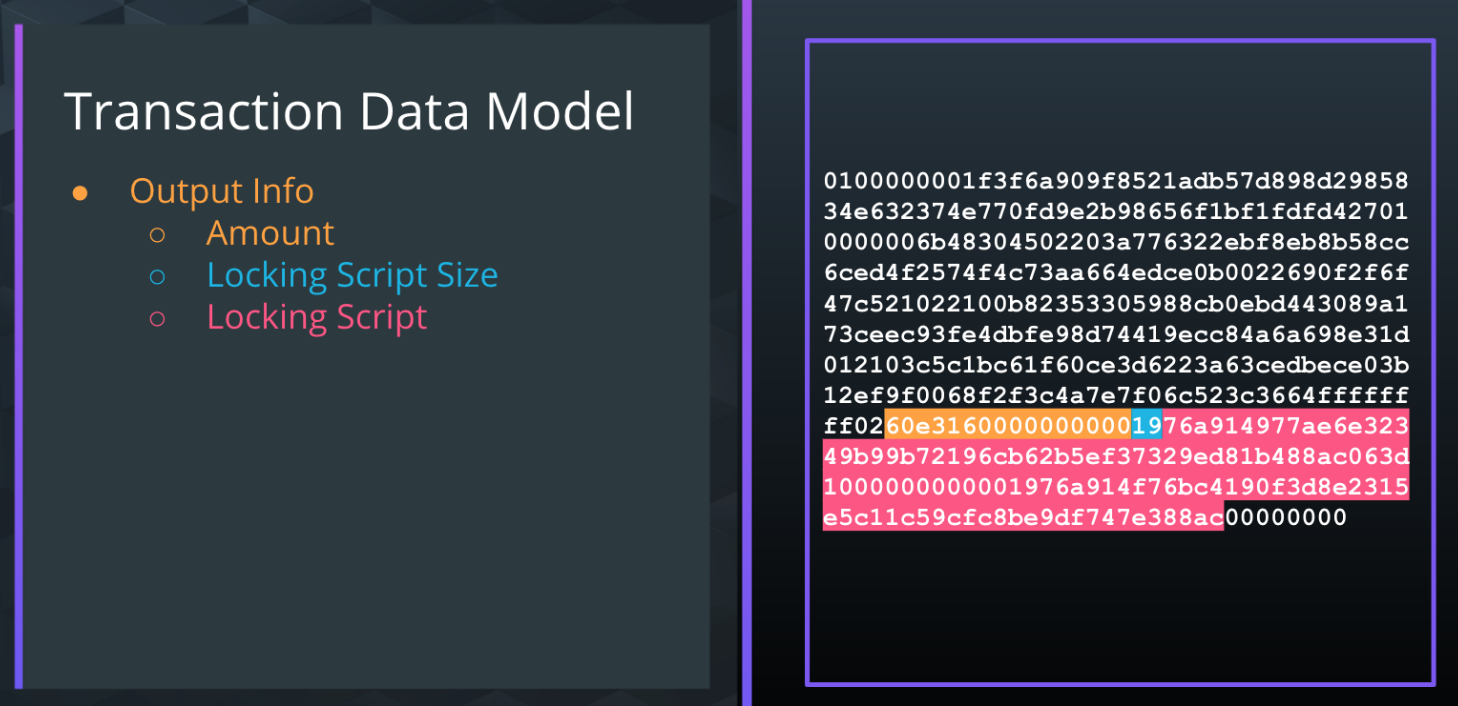 Transaction Data Model
● Output Info
○ Amount
○ Locking Script Size
○ Locking Script
0100000001f3f6a909f8521adb57d898d29858
34e632374e770fd9e2b98656f1bf1fdfd42701
0000006b48304502203a776322ebf8eb8b58cc
6ced4f2574f4c73aa664edce0b0022690f2f6f
47c521022100b82353305988cb0ebd443089a1
73ceec93fe4dbfe98d74419ecc84a6a698e31d
012103c5c1bc61f60ce3d6223a63cedbece03b
12ef9f0068f2f3c4a7e7f06c523c3664ffffff
ff0260e31600000000001976a914977ae6e323
49b99b72196cb62b5ef37329ed81b488ac063d
1000000000001976a914f76bc4190f3d8e2315
e5c11c59cfc8be9df747e388ac00000000